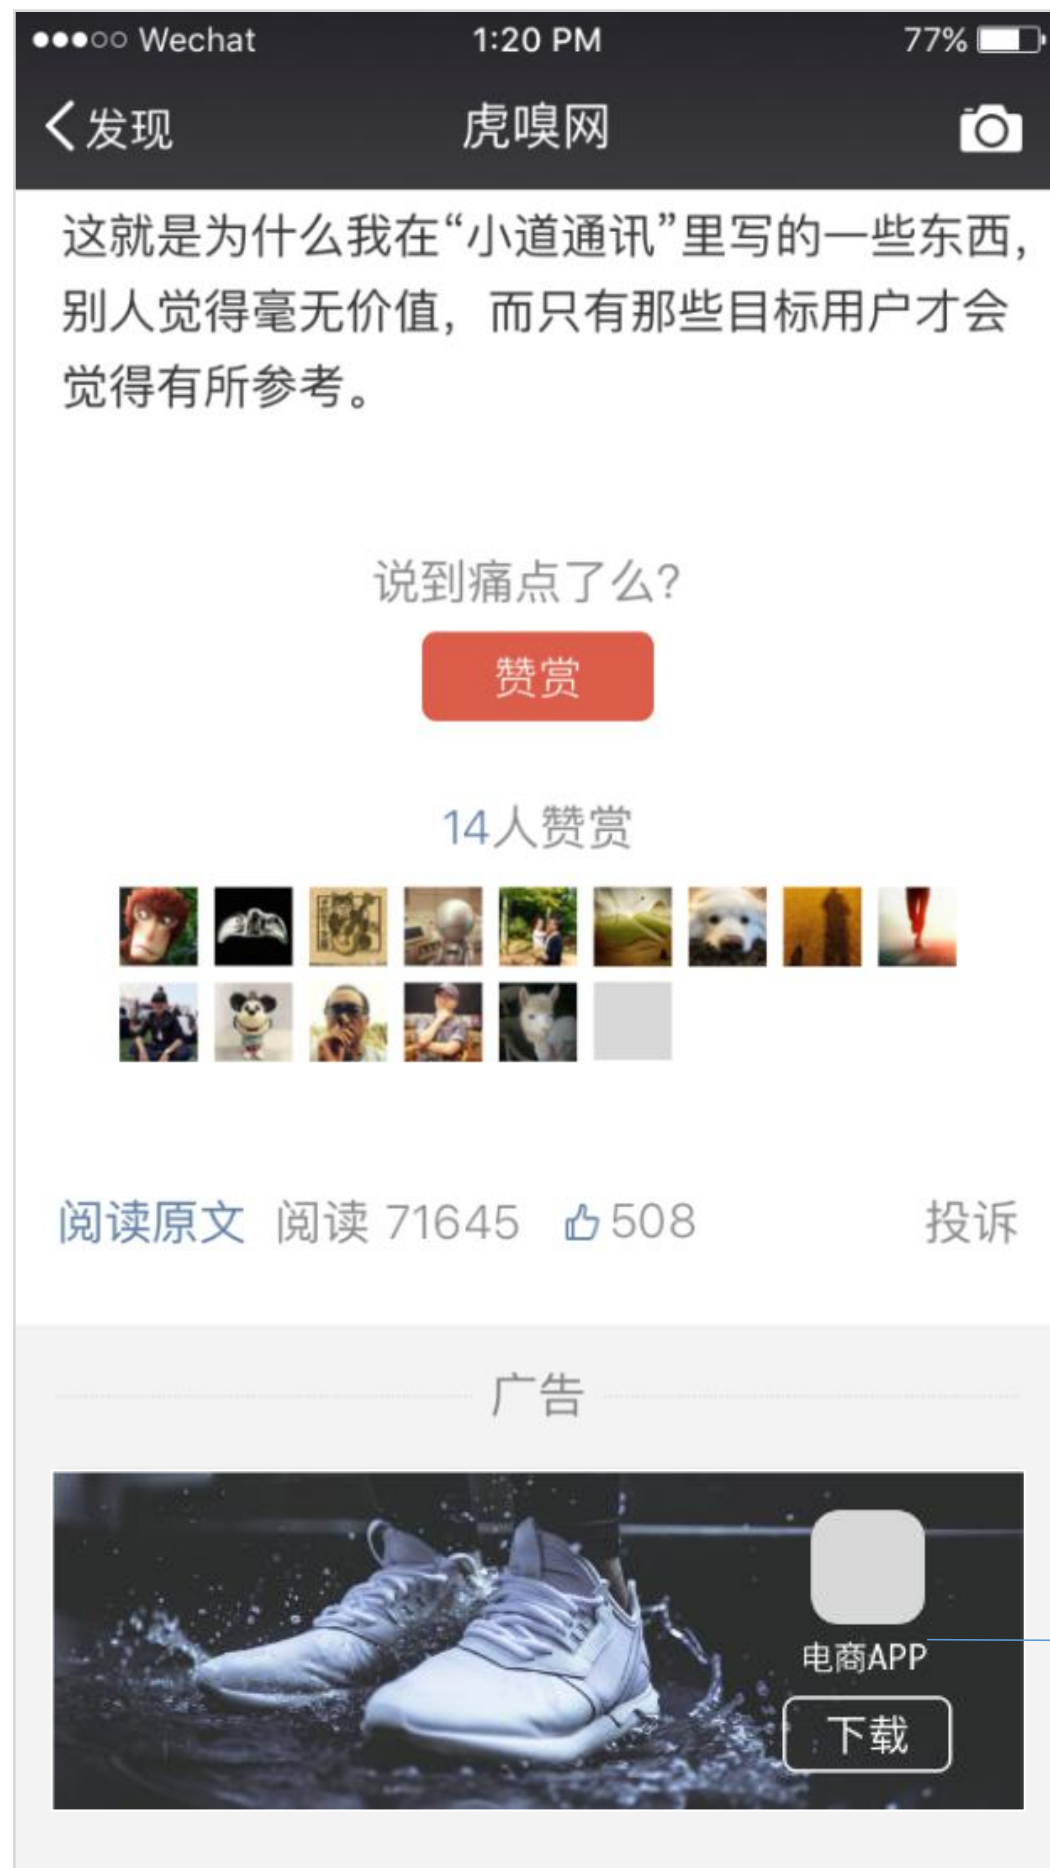 Wechat 1:20 PM 77%
发现 虎嗅网
这就是为什么我在“小道通讯”里写的一些东西,
别人觉得毫无价值，而只有那些目标用户才会
觉得有所参考。
说到痛点了么?
赞赏
14人赞赏
阅读原文 阅读 71645 508 投诉
广告
电商APP
下载